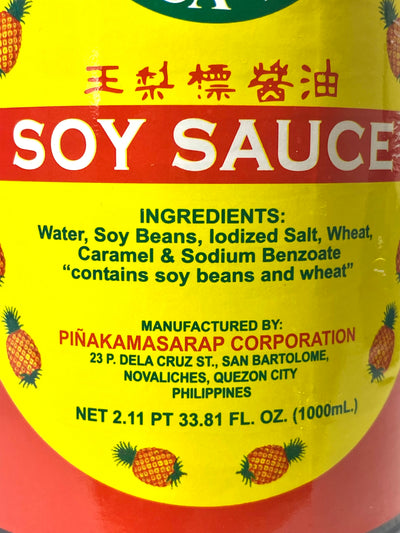 王梨標醬油
SOY SAUCE
INGREDIENTS:
Water, Soy Beans, Iodized Salt, Wheat,
Caramel & Sodium Benzoate
“contains soy beans and wheat”
MANUFACTURED BY:
PIÑAKAMASARAP CORPORATION
23 P. DELA CRUZ ST., SAN BARTOLOME,
NOVALICHES, QUEZON CITY
PHILIPPINES
NET 2.11 PT 33.81 FL. OZ. (1000mL.)